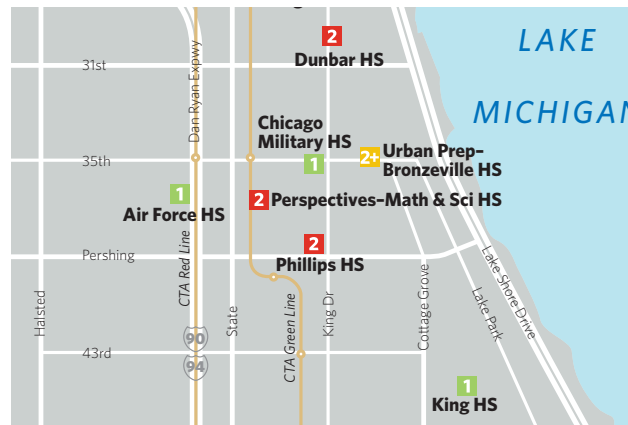 2
Dunbar HS
LAKE
MICHIGAN
31st
Dan Ryan Expwy
Chicago
Military HS
1
2+
Urban Prep–
Bronzeville HS
35th
1
Air Force HS
2
Perspectives–Math & Sci HS
2
Phillips HS
Pershing
CTA Red Line
Halsted
State
CTA Green Line
King Dr
Cottage Grove
Lake Park
Lake Shore Drive
90
94
43rd
1
King HS